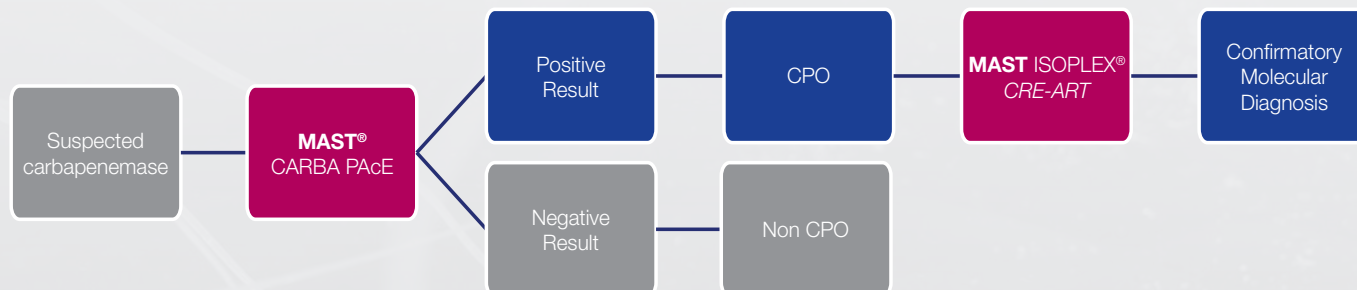 Suspected
carbapenemase
MAST®
CARBA PAcE
Positive
Result
CPO
MAST ISOPLEX®
CRE-ART
Confirmatory
Molecular
Diagnosis
Negative
Result
Non CPO